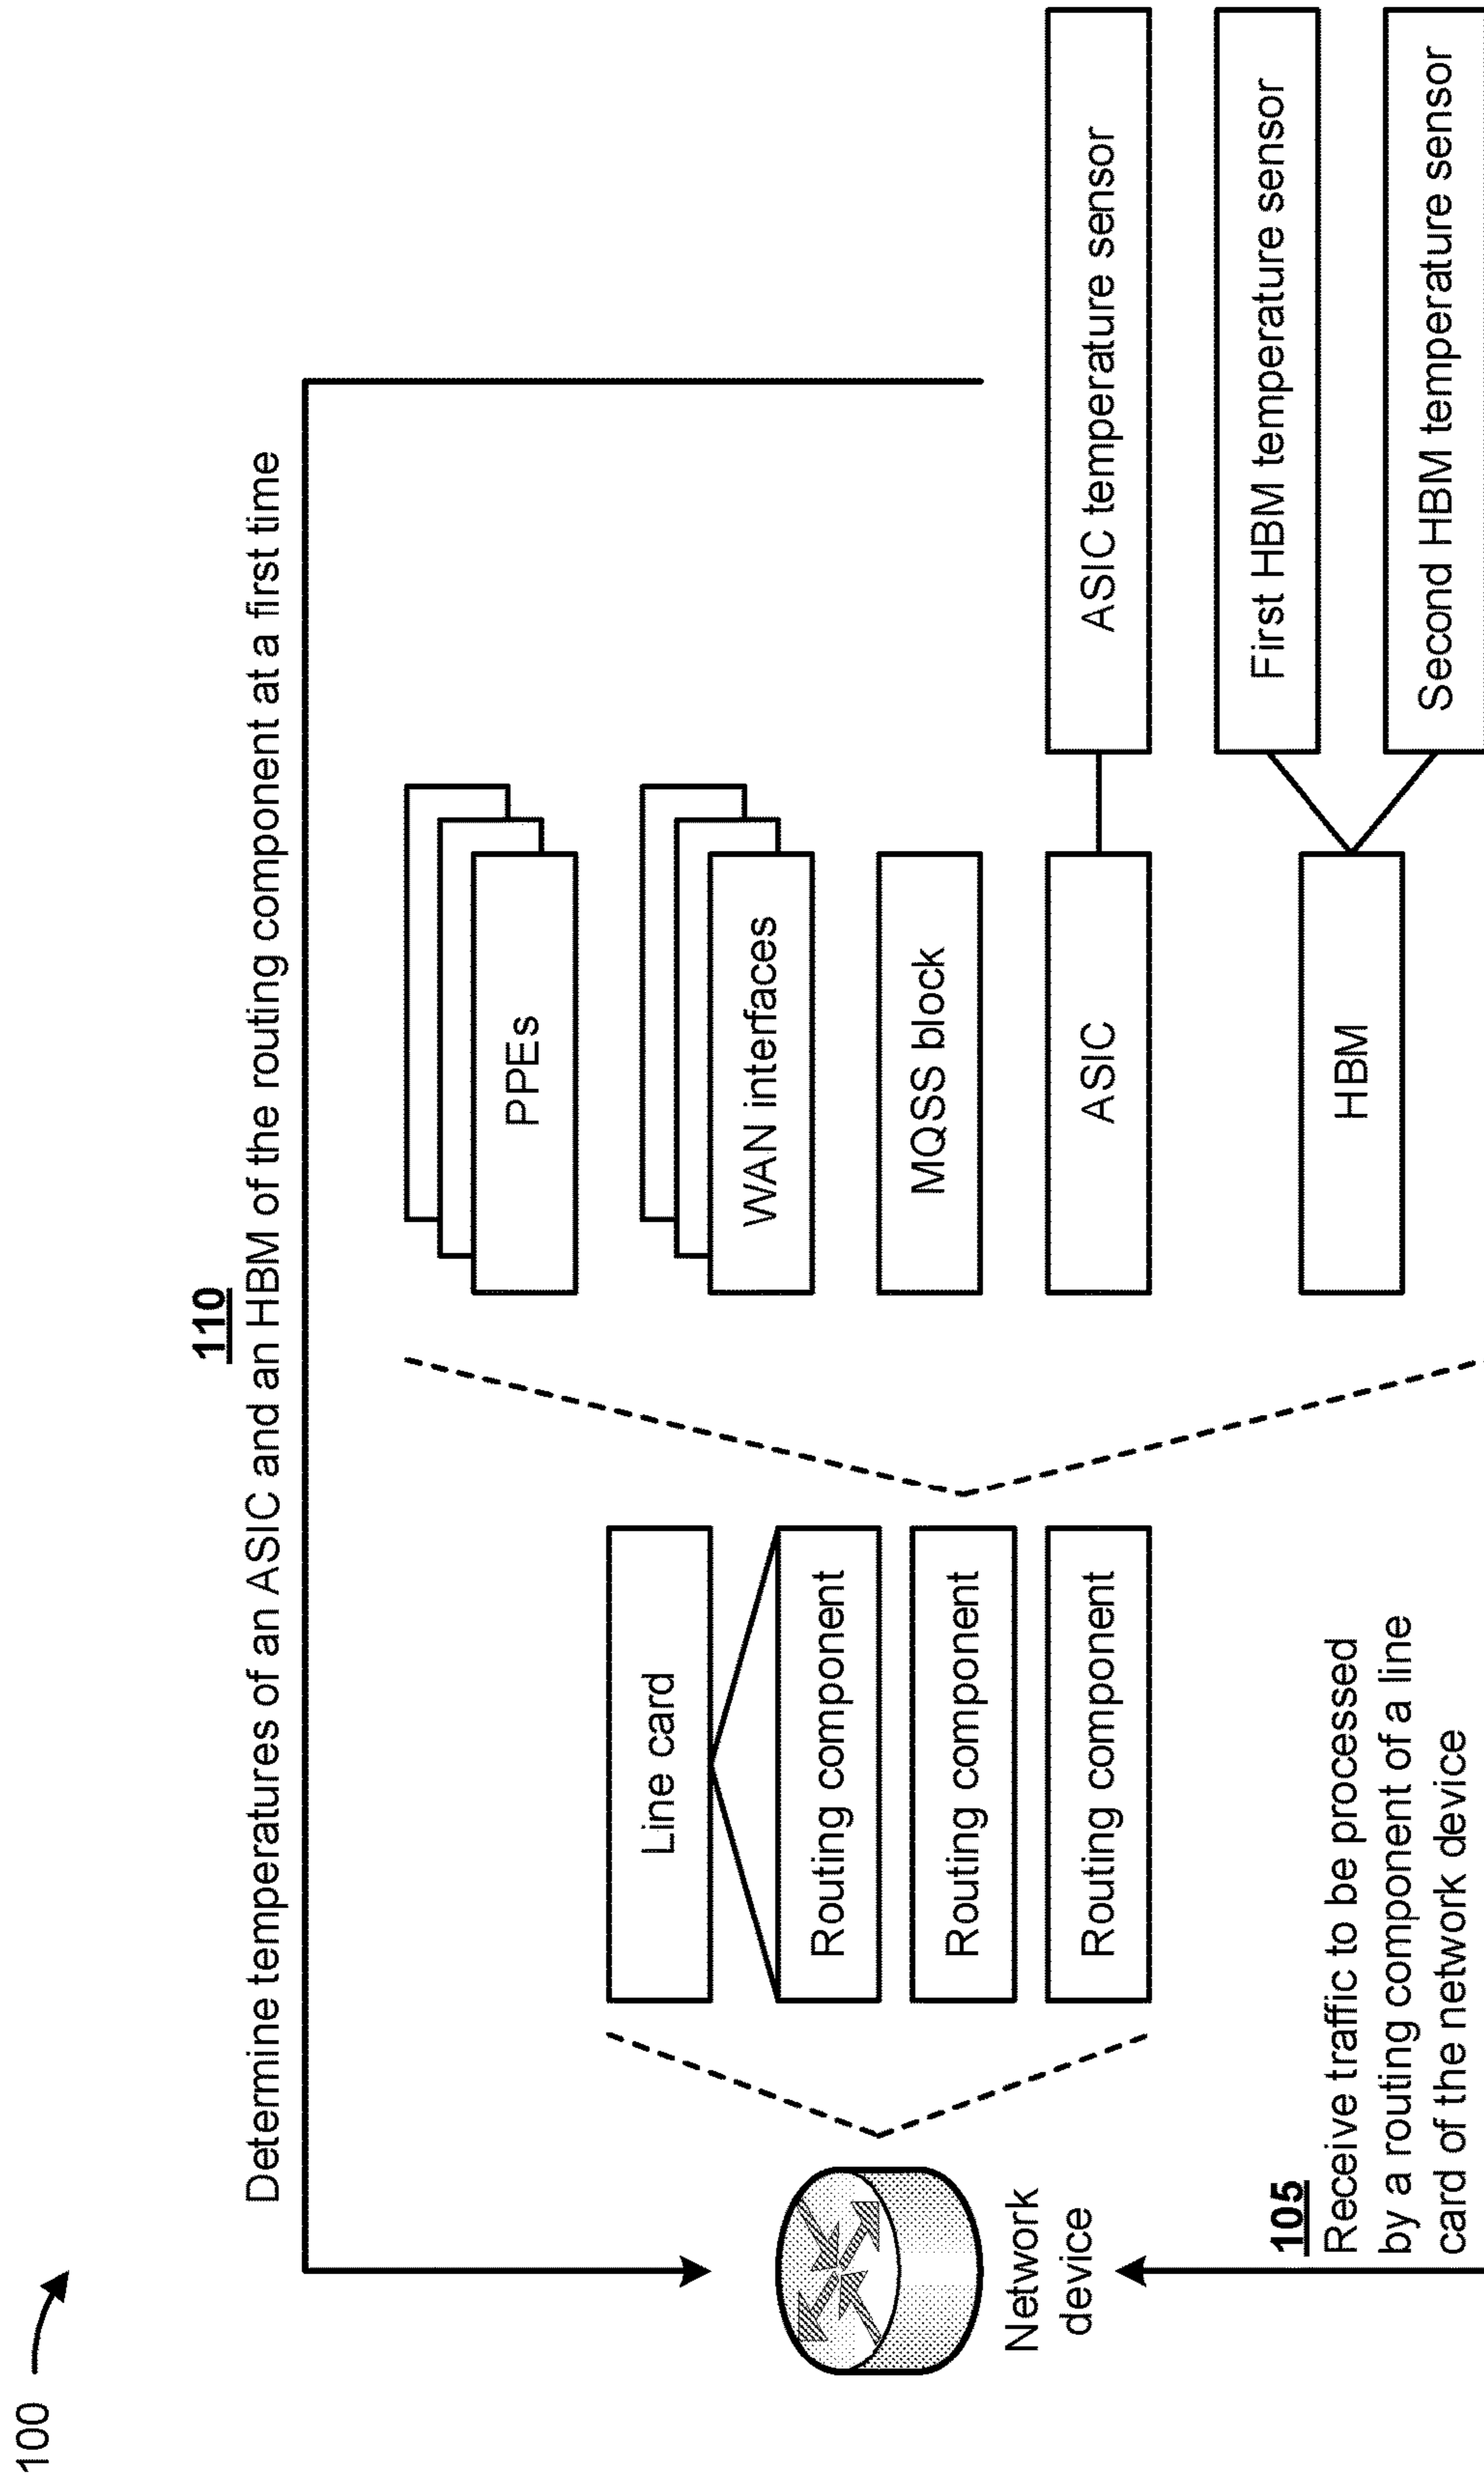 100
110
Determine temperatures of an ASIC and an HBM of the routing component at a first time
PPEs
WAN interfaces
MQSS block
ASIC
HBM
ASIC temperature sensor
First HBM temperature sensor
Second HBM temperature sensor
Line card
Routing component
Routing component
Routing component
Network
device
105
Receive traffic to be processed
by a routing component of a line
card of the network device